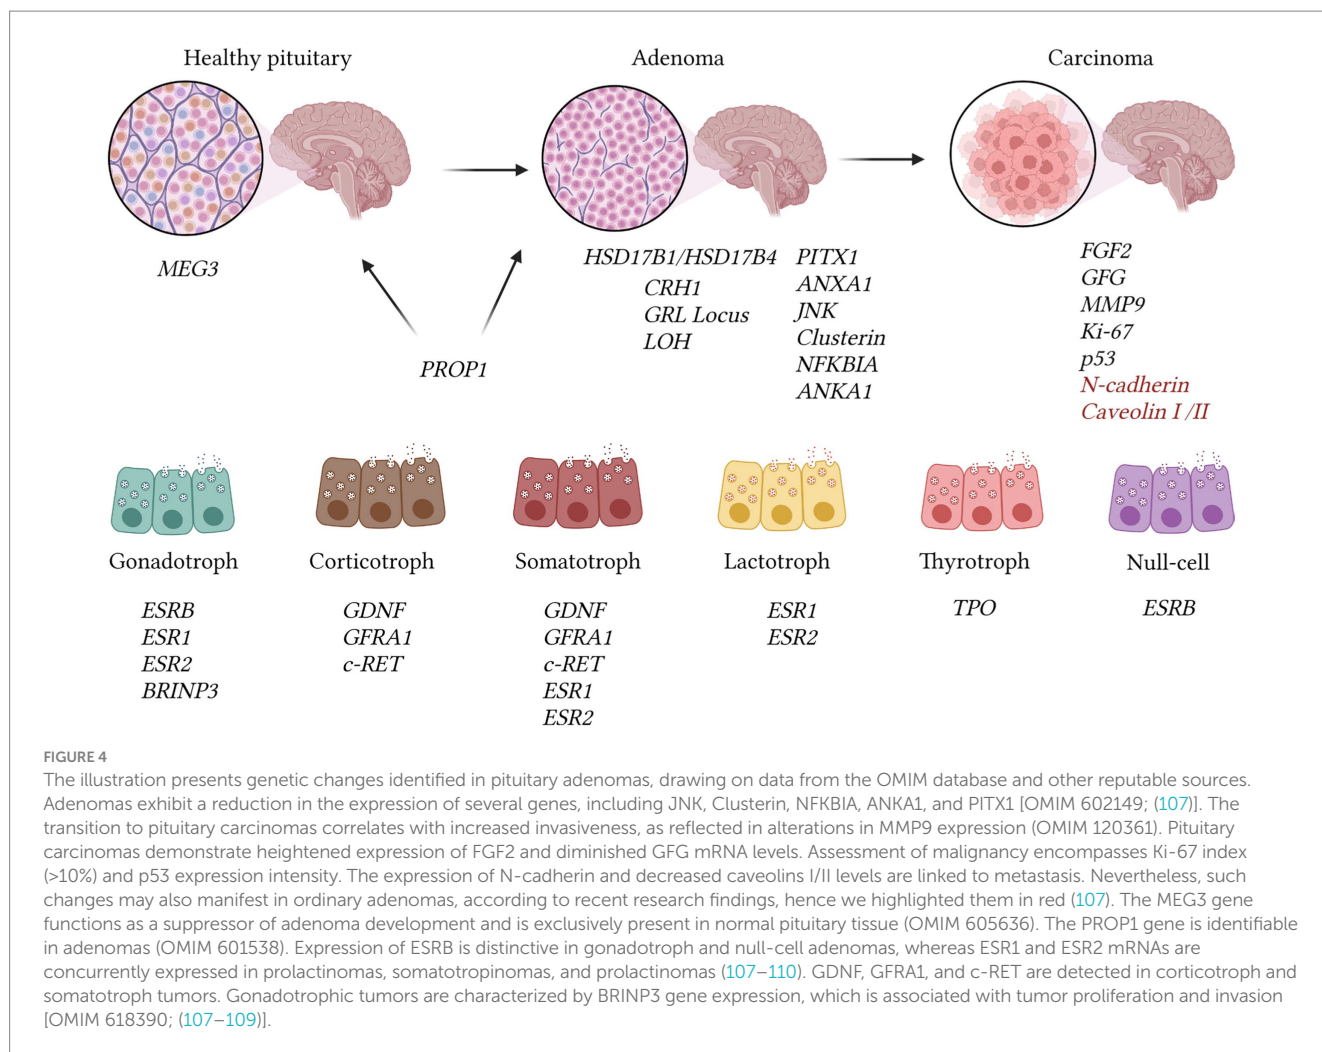 Healthy pituitary
Adenoma
Carcinoma
MEG3
PROP1
HSD17B1/HSD17B4
CRH1
GRL Locus
LOH
PITX1
ANXA1
JNK
Clusterin
NFKBIA
ANKA1
FGF2
GFG
MMP9
Ki-67
p53
N-cadherin
Caveolin I /II
Gonadotroph
ESRB
ESR1
ESR2
BRINP3
Corticotroph
GDNF
GFRA1
c-RET
Somatotroph
GDNF
GFRA1
c-RET
ESR1
ESR2
Lactotroph
ESR1
ESR2
Thyrotroph
TPO
Null-cell
ESRB
FIGURE 4
The illustration presents genetic changes identified in pituitary adenomas, drawing on data from the OMIM database and other reputable sources.
Adenomas exhibit a reduction in the expression of several genes, including JNK, Clusterin, NFKBIA, ANKA1, and PITX1 [OMIM 602149; (107)]. The
transition to pituitary carcinomas correlates with increased invasiveness, as reflected in alterations in MMP9 expression (OMIM 120361). Pituitary
carcinomas demonstrate heightened expression of FGF2 and diminished GFG mRNA levels. Assessment of malignancy encompasses Ki-67 index
(>10%) and p53 expression intensity. The expression of N-cadherin and decreased caveolins I/II levels are linked to metastasis. Nevertheless, such
changes may also manifest in ordinary adenomas, according to recent research findings, hence we highlighted them in red (107). The MEG3 gene
functions as a suppressor of adenoma development and is exclusively present in normal pituitary tissue (OMIM 605636). The PROP1 gene is identifiable
in adenomas (OMIM 601538). Expression of ESRB is distinctive in gonadotroph and null-cell adenomas, whereas ESR1 and ESR2 mRNAs are
concurrently expressed in prolactinomas, somatotropinomas, and prolactinomas (107–110). GDNF, GFRA1, and c-RET are detected in corticotroph and
somatotroph tumors. Gonadotrophic tumors are characterized by BRINP3 gene expression, which is associated with tumor proliferation and invasion
[OMIM 618390; (107–109)].